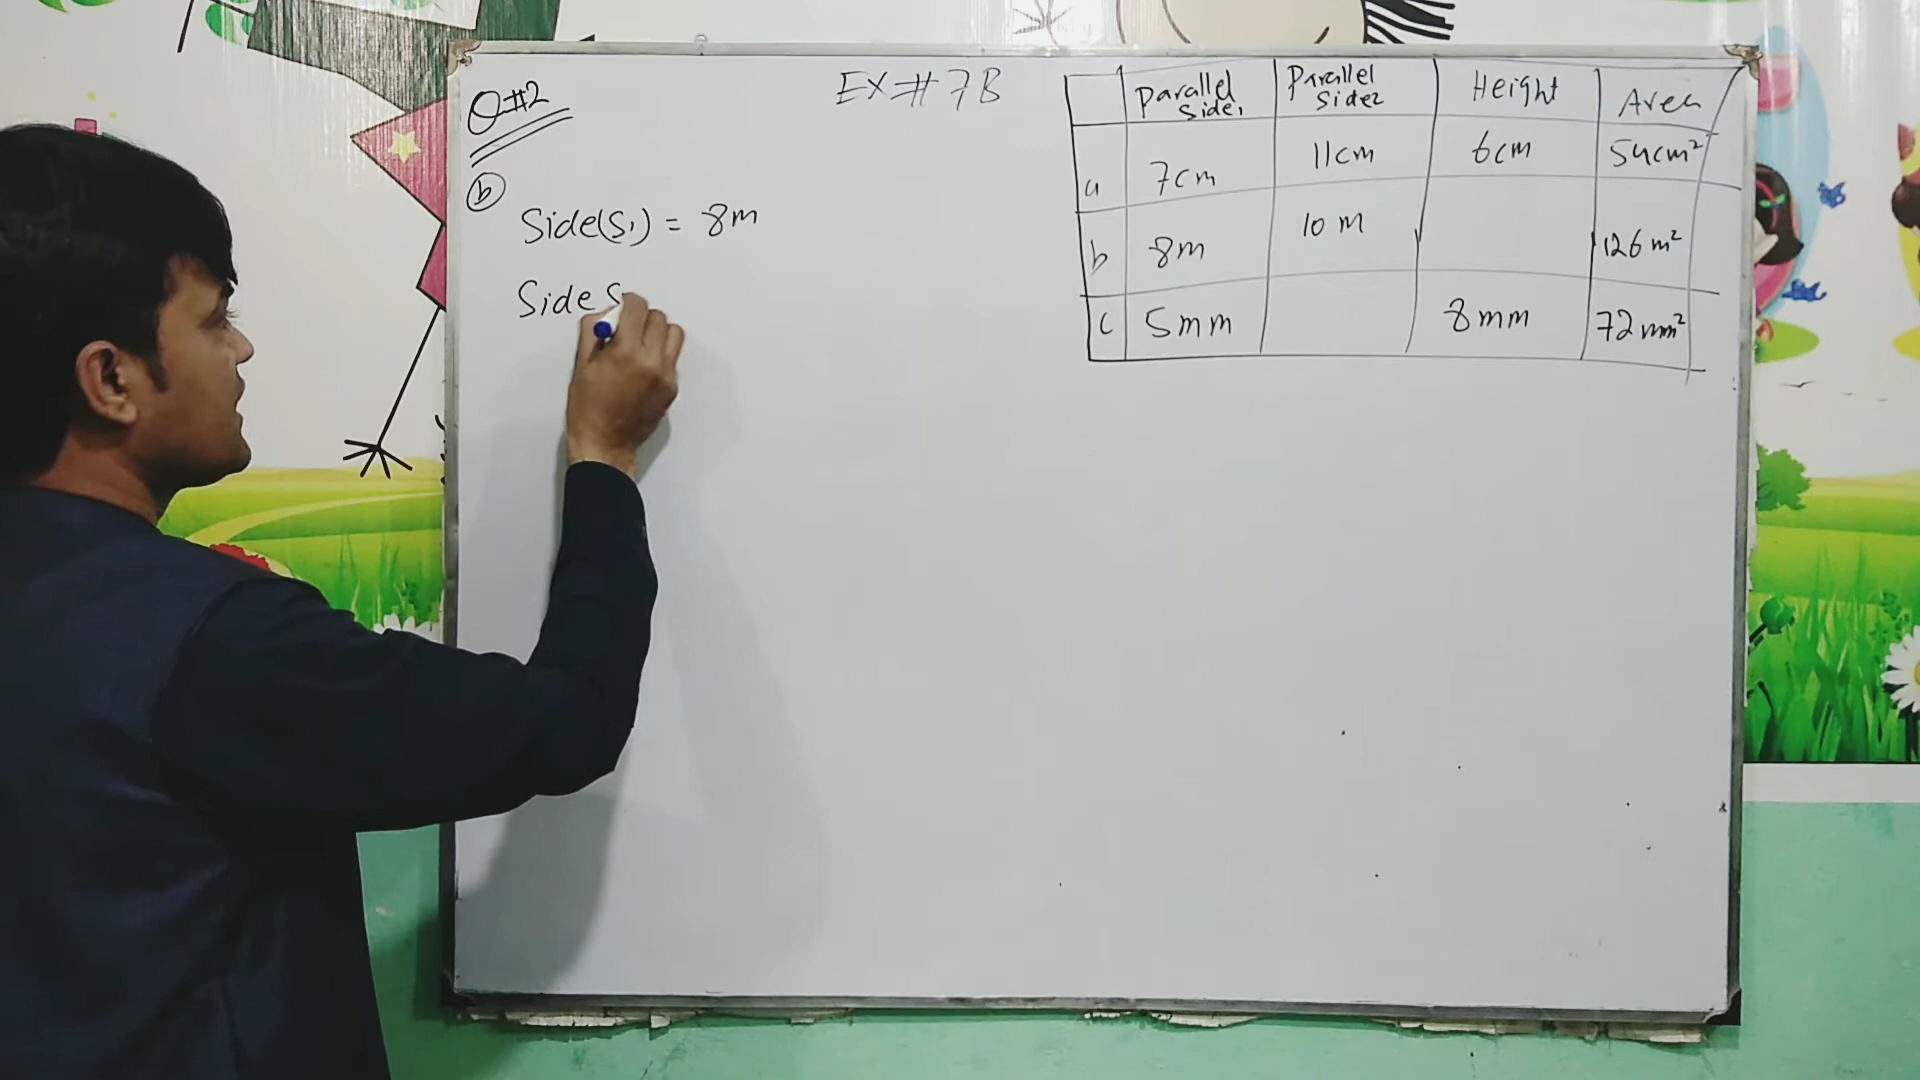 Q#2
EX#7B
b
Side(S1) = 8m
Side S
Parallel Side1 Parallel Side2 Height Area
a 7cm 11cm 6cm 54cm²
b 8m 10 m 126 m²
c 5mm 8mm 72mm²